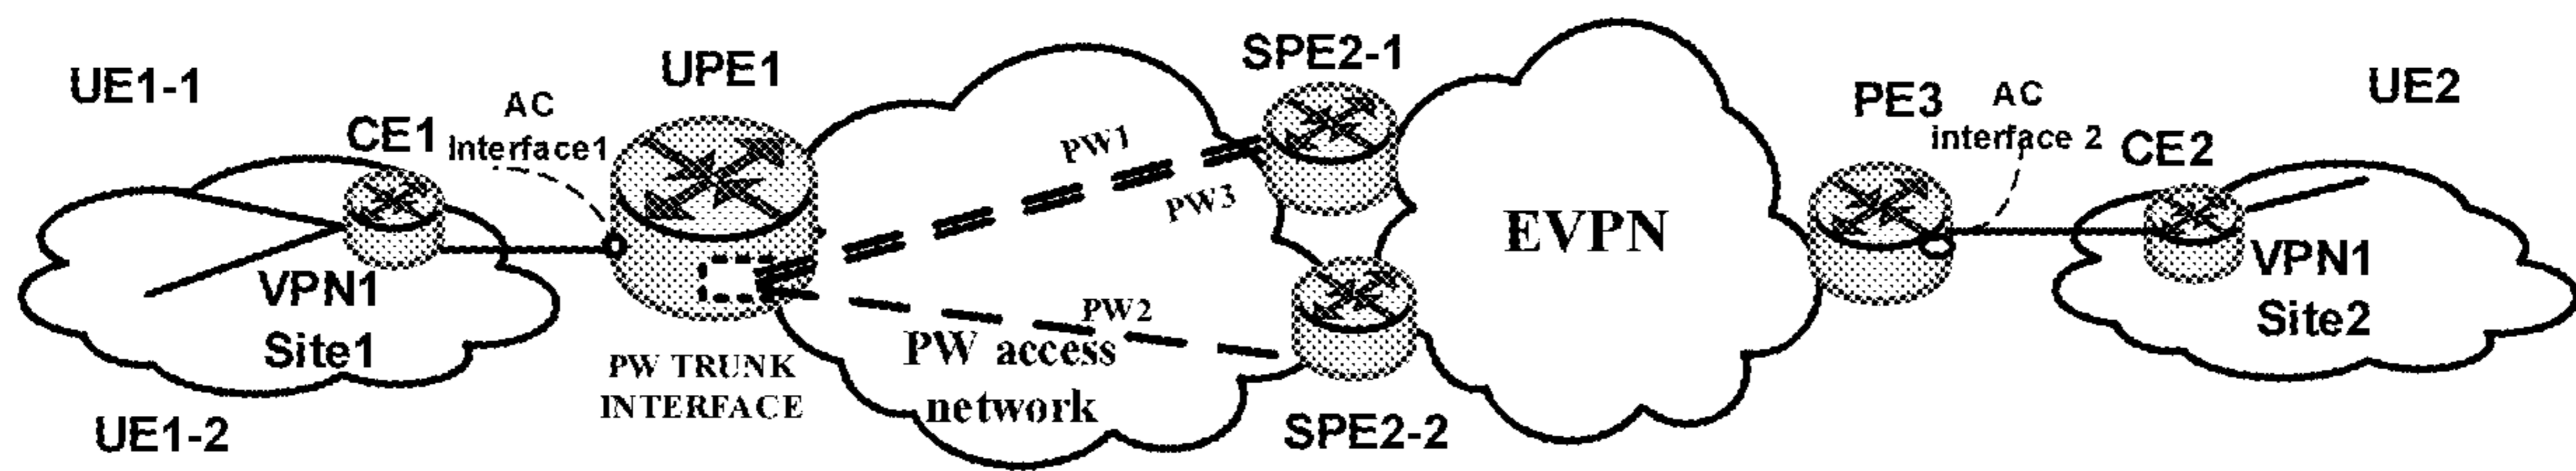 UE1-1
CE1
AC
Interface1
UPE1
VPN1
Site1
UE1-2
PW TRUNK
INTERFACE
PW1
PW3
PW2
PW access
network
SPE2-1
SPE2-2
EVPN
PE3
AC
interface 2
CE2
UE2
VPN1
Site2